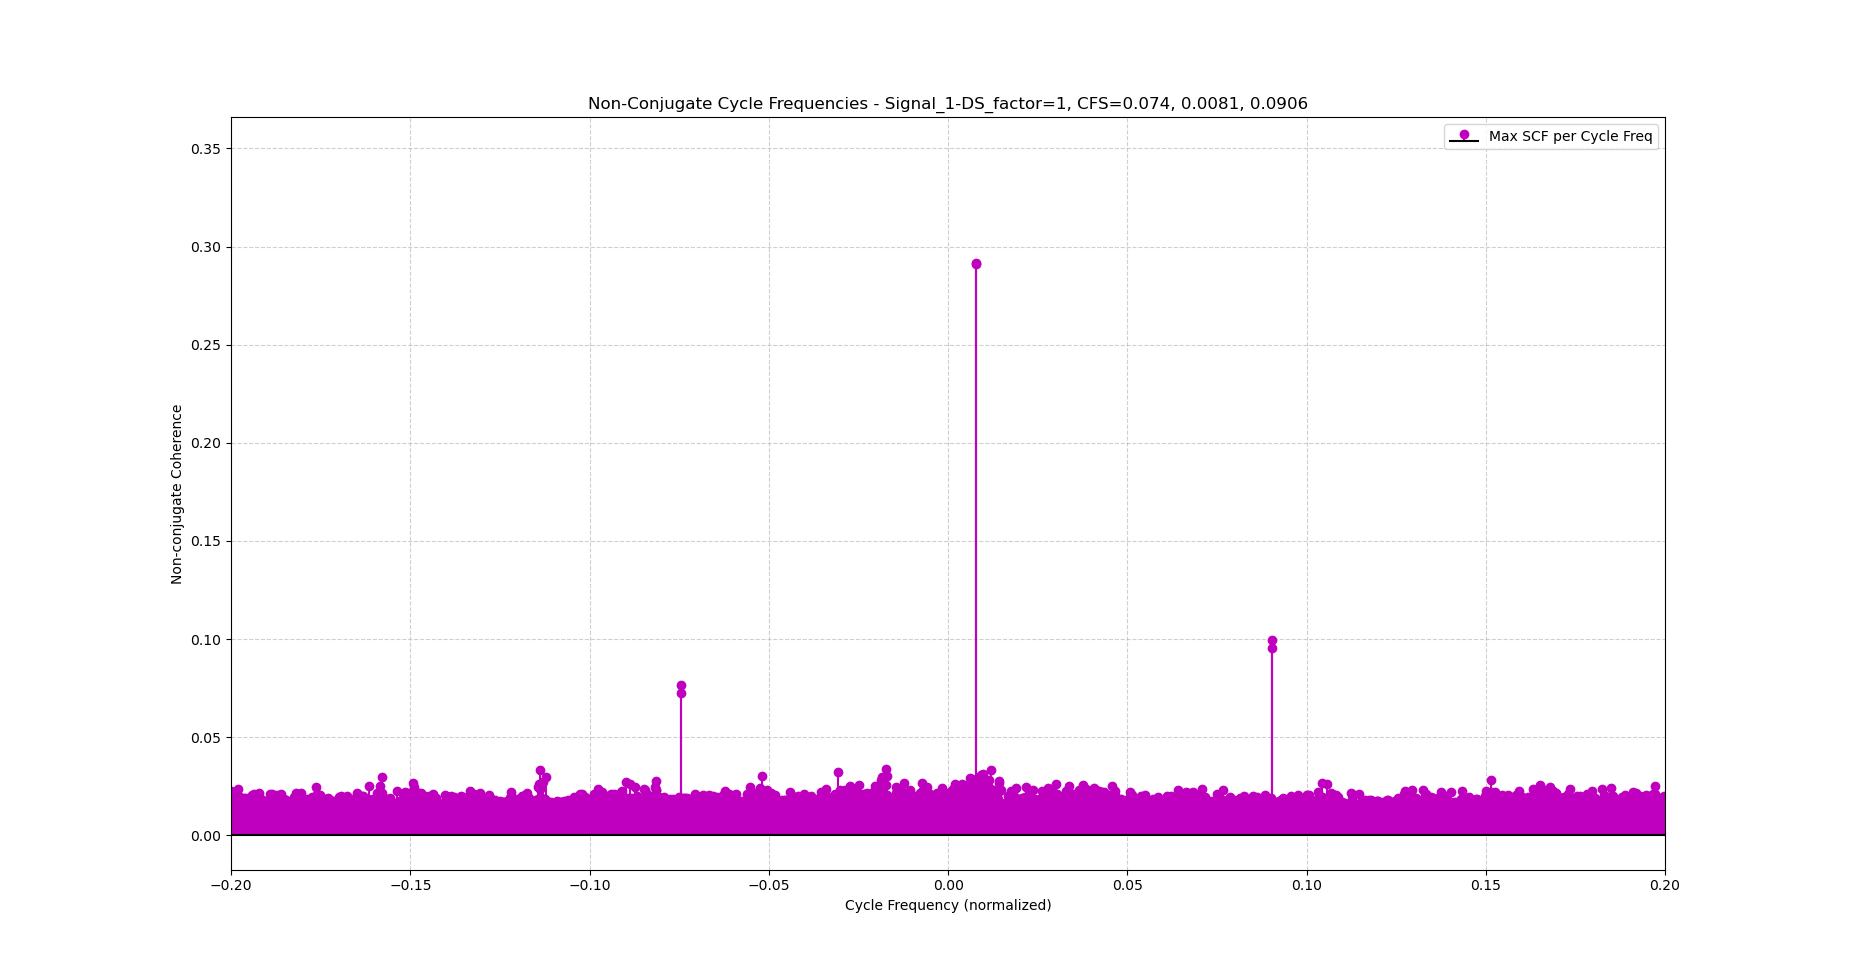 Non-Conjugate Cycle Frequencies - Signal_1-DS_factor=1, CFS=0.074, 0.0081, 0.0906
Max SCF per Cycle Freq
Non-conjugate Coherence
0.35
0.30
0.25
0.20
0.15
0.10
0.05
0.00
−0.20 −0.15 −0.10 −0.05 0.00 0.05 0.10 0.15 0.20
Cycle Frequency (normalized)